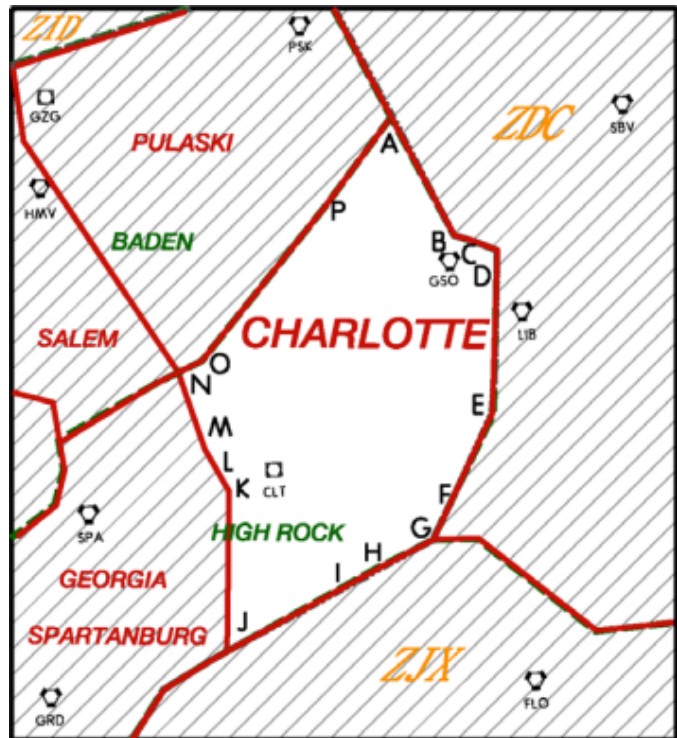 ZID
PSK
GZG
ZDC
SBV
PULASKI
A
HMV
P
BADEN
B
C
GSO
D
LIB
CHARLOTTE
SALEM
O
N
E
M
L
K
CLT
F
SPA
HIGH ROCK
G
H
GEORGIA
I
J
SPARTANBURG
ZJX
GRD
FLO